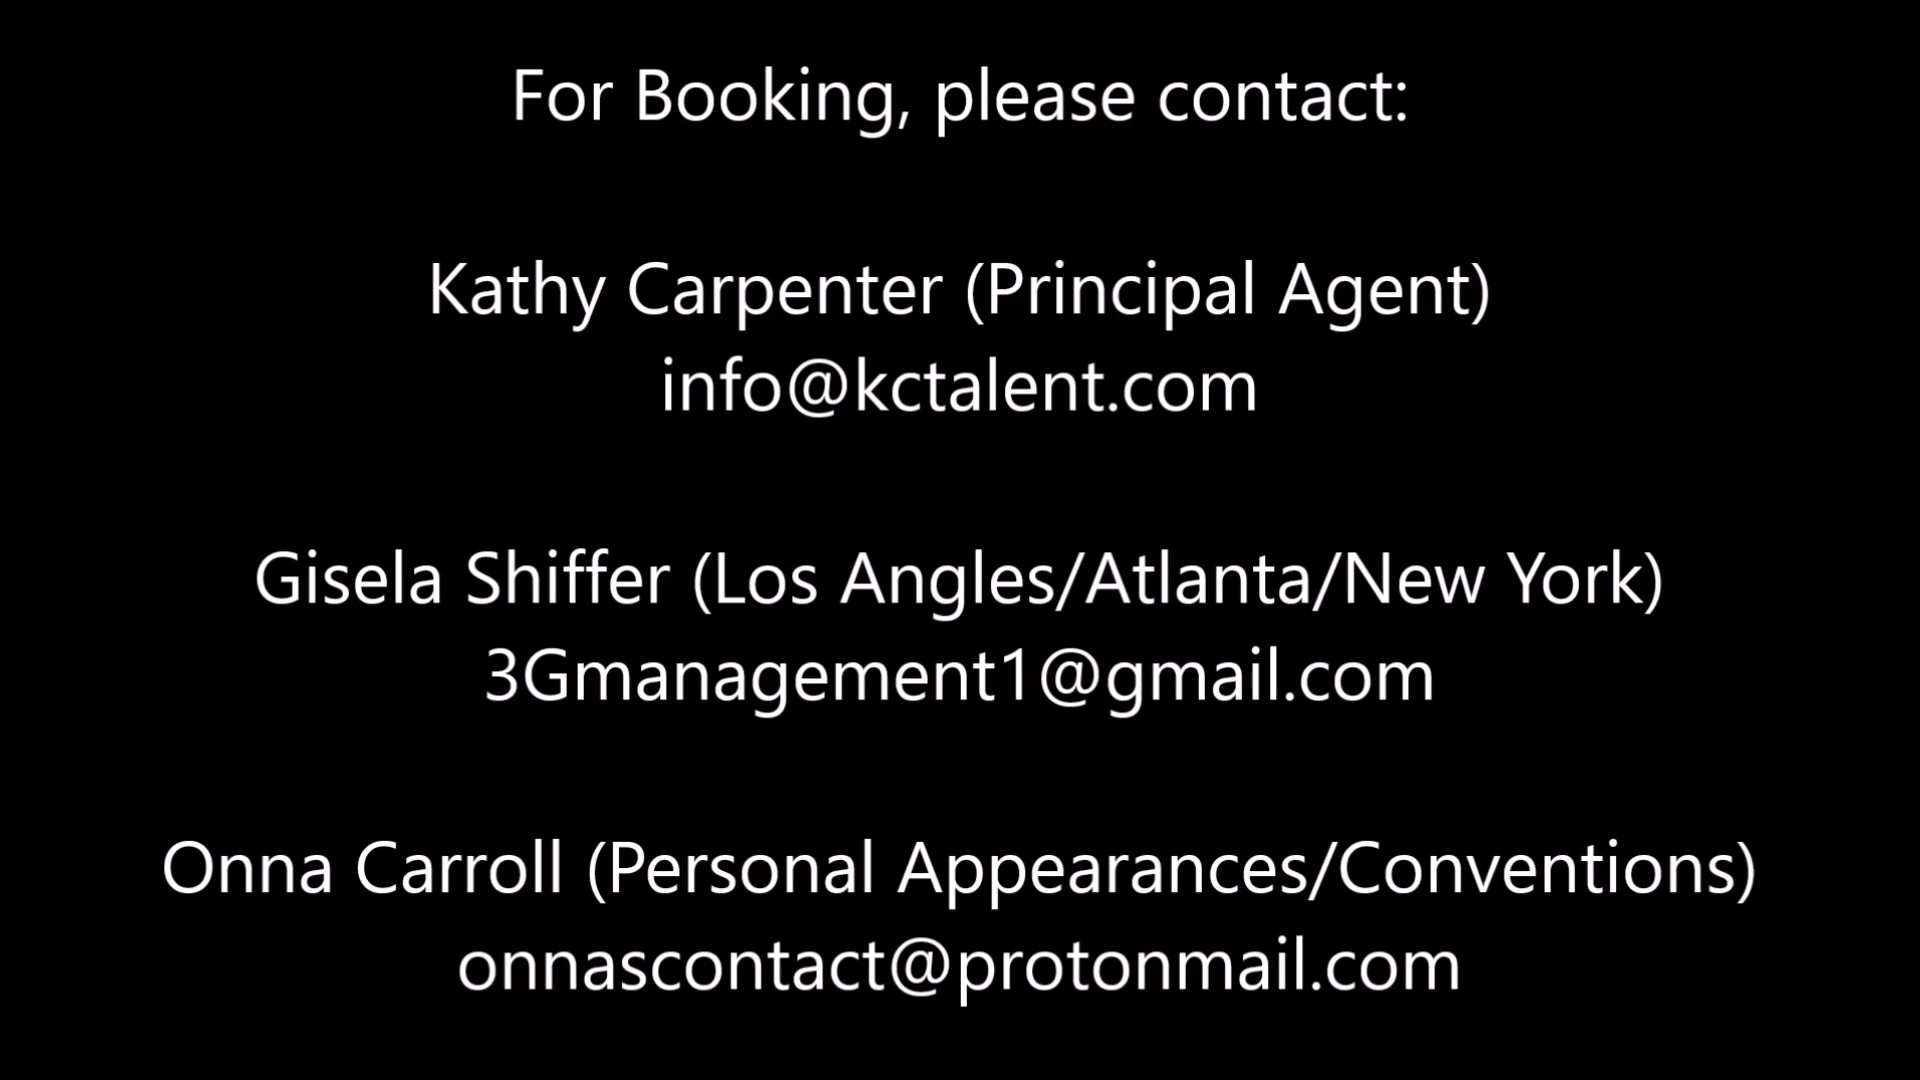 For Booking, please contact:
Kathy Carpenter (Principal Agent)
info@kctalent.com
Gisela Shiffer (Los Angles/Atlanta/New York)
3Gmanagement1@gmail.com
Onna Carroll (Personal Appearances/Conventions)
onnascontact@protonmail.com